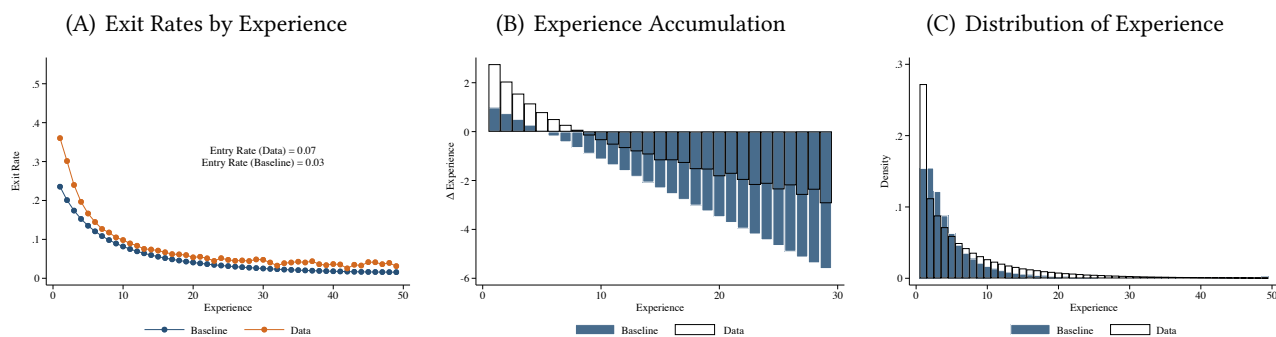 (A) Exit Rates by Experience
.5
.4
.3
.2
.1
0
Exit Rate
Entry Rate (Data) = 0.07
Entry Rate (Baseline) = 0.03
0 10 20 30 40 50
Experience
Baseline Data
(B) Experience Accumulation
2
0
-2
-4
-6
Δ Experience
0 10 20 30
Experience
Baseline Data
(C) Distribution of Experience
.3
.2
.1
0
Density
0 10 20 30 40 50
Experience
Baseline Data